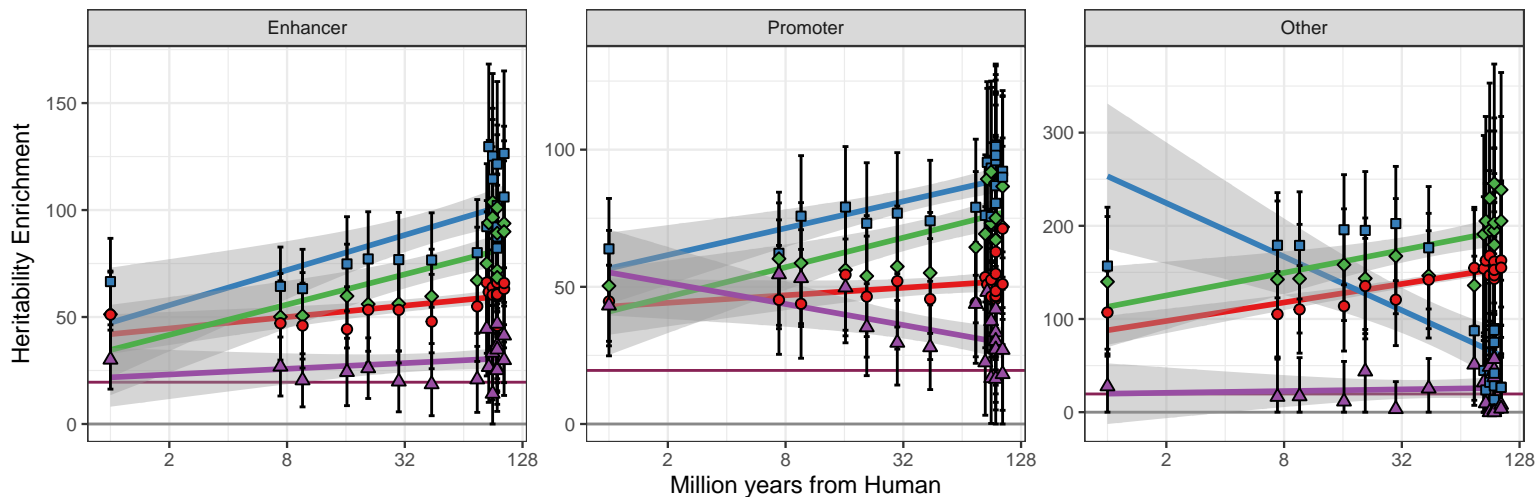 Enhancer Promoter Other
Heritability Enrichment
150
100
50
0
100
50
0
300
200
100
0
2 8 32 128 2 8 32 128 2 8 32 128
Million years from Human